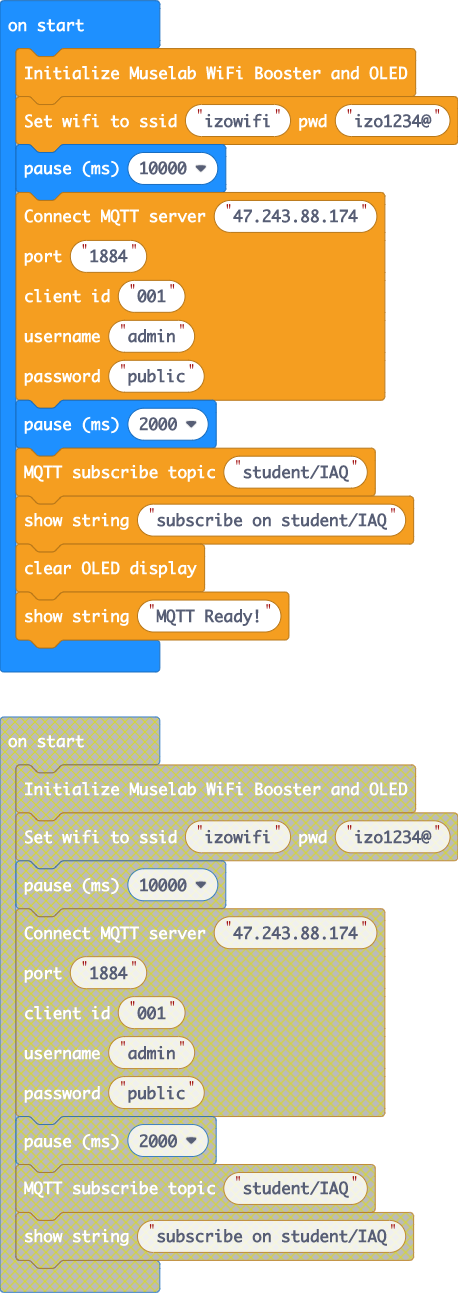 on start
Initialize Muselab WiFi Booster and OLED
Set wifi to ssid "izowifi" pwd "izo1234@"
pause (ms) 10000
Connect MQTT server "47.243.88.174"
port "1884"
client id "001"
username "admin"
password "public"
pause (ms) 2000
MQTT subscribe topic "student/IAQ"
show string "subscribe on student/IAQ"
clear OLED display
show string "MQTT Ready!"
on start
Initialize Muselab WiFi Booster and OLED
Set wifi to ssid "izowifi" pwd "izo1234@"
pause (ms) 10000
Connect MQTT server "47.243.88.174"
port "1884"
client id "001"
username "admin"
password "public"
pause (ms) 2000
MQTT subscribe topic "student/IAQ"
show string "subscribe on student/IAQ"